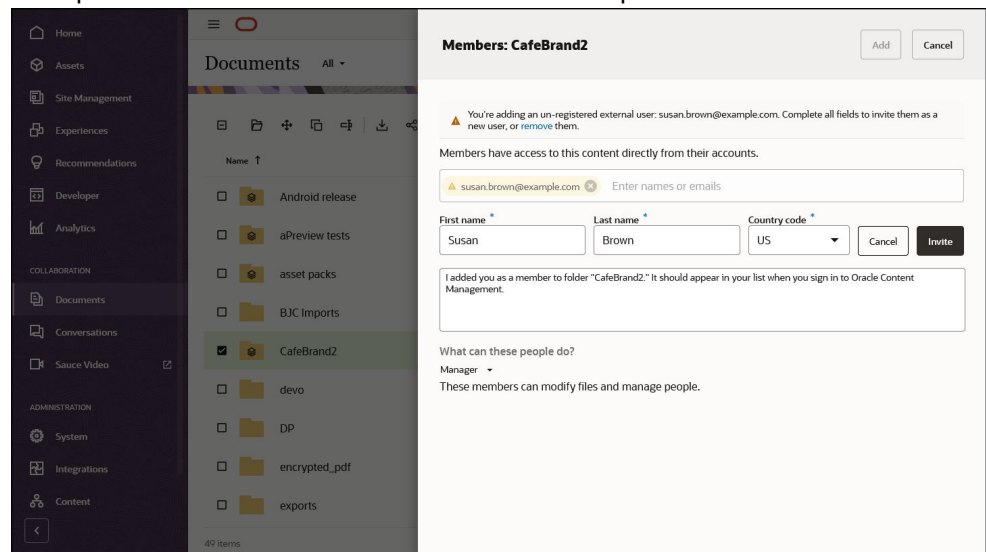 Home
Assets
Site Management
Experiences
Recommendations
Developer
Analytics
COLLABORATION
Documents
Conversations
Sauce Video
ADMINISTRATION
System
Integrations
Content
Documents All
Name
Android release
aPreview tests
asset packs
BJC Imports
CafeBrand2
devo
DP
encrypted_pdf
exports
49 items
Members: CafeBrand2
Add
Cancel
You're adding an un-registered external user: susan.brown@example.com. Complete all fields to invite them as a
new user, or remove them.
Members have access to this content directly from their accounts.
susan.brown@example.com Enter names or emails
First name * Last name * Country code *
Susan Brown US Cancel Invite
I added you as a member to folder "CafeBrand2." It should appear in your list when you sign in to Oracle Content
Management.
What can these people do?
Manager
These members can modify files and manage people.